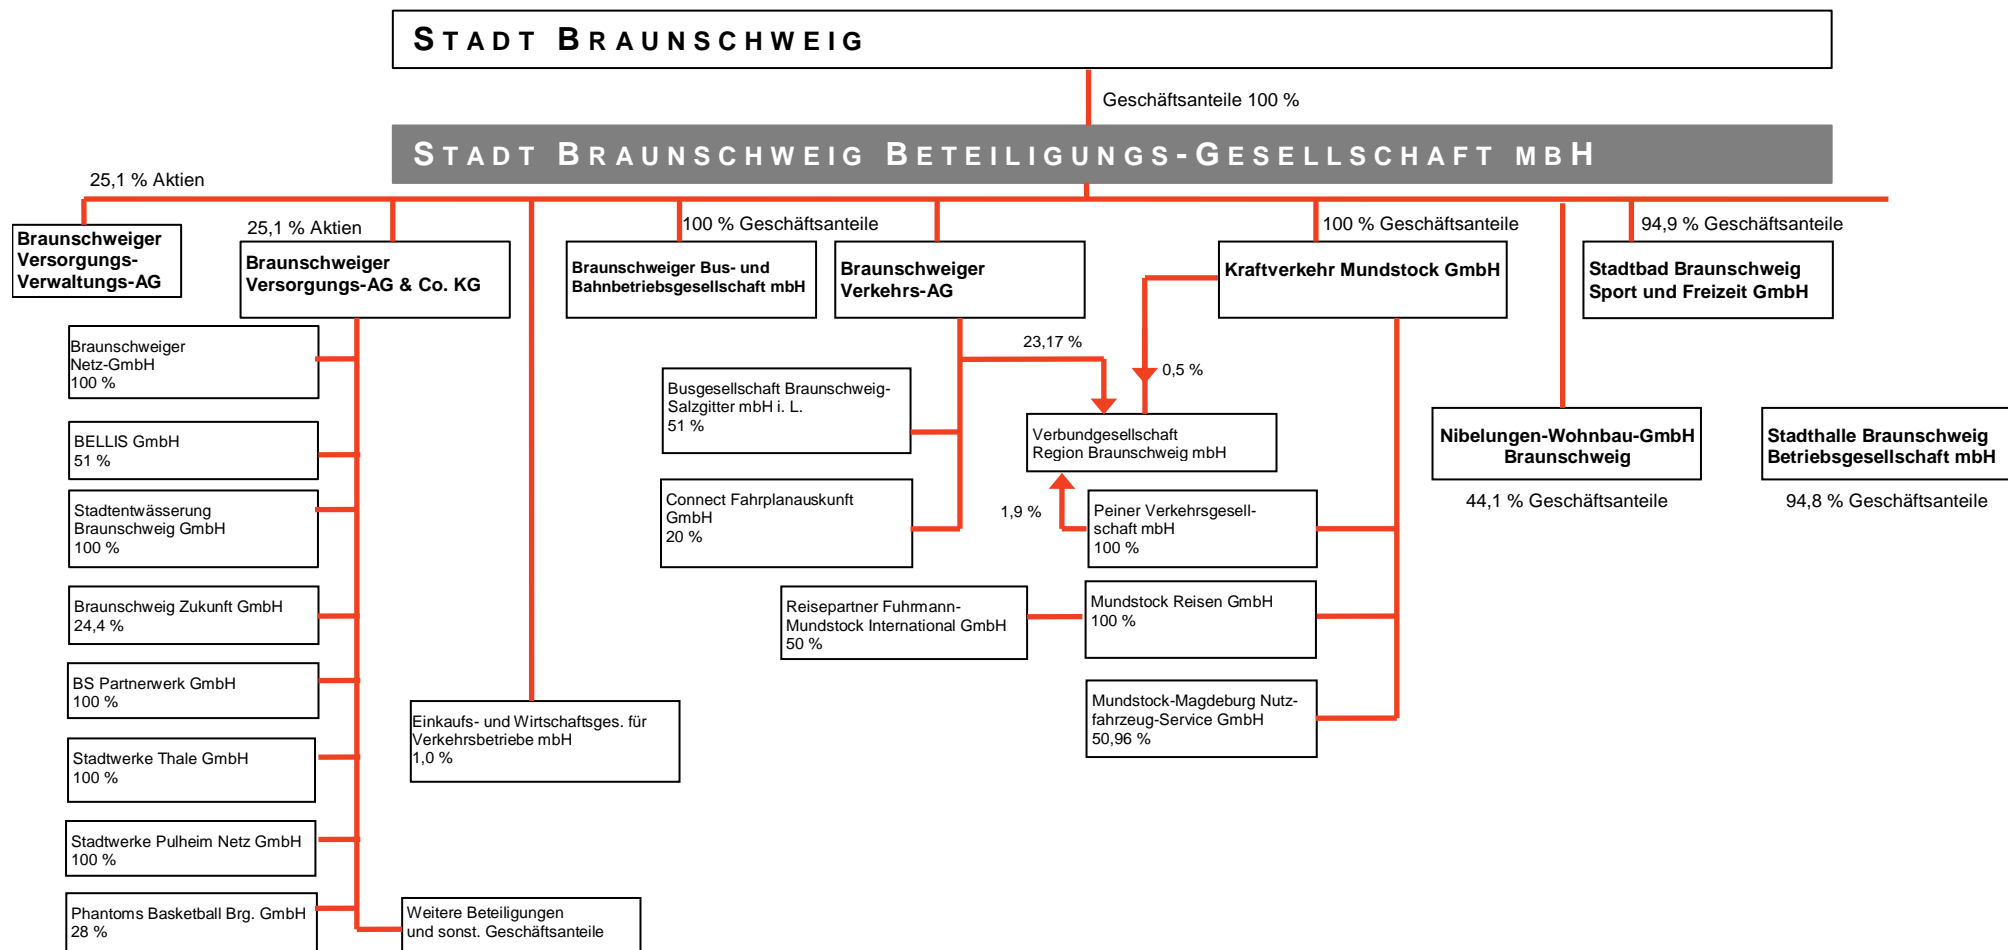 STADT BRAUNSCHWEIG
Geschäftsanteile 100 %
STADT BRAUNSCHWEIG BETEILIGUNGS-GESELLSCHAFT MBH
25,1 % Aktien
Braunschweiger
Versorgungs-
Verwaltungs-AG
25,1 % Aktien
Braunschweiger
Versorgungs-AG & Co. KG
100 % Geschäftsanteile
Braunschweiger Bus- und
Bahnbetriebsgesellschaft mbH
Braunschweiger
Verkehrs-AG
100 % Geschäftsanteile
Kraftverkehr Mundstock GmbH
94,9 % Geschäftsanteile
Stadtbad Braunschweig
Sport und Freizeit GmbH
Braunschweiger
Netz-GmbH
100 %
BELLIS GmbH
51 %
Stadtentwässerung
Braunschweig GmbH
100 %
Braunschweig Zukunft GmbH
24,4 %
BS Partnerwerk GmbH
100 %
Stadtwerke Thale GmbH
100 %
Stadtwerke Pulheim Netz GmbH
100 %
Phantoms Basketball Brg. GmbH
28 %
Weitere Beteiligungen
und sonst. Geschäftsanteile
Einkaufs- und Wirtschaftsges. für
Verkehrsbetriebe mbH
1,0 %
Busgesellschaft Braunschweig-
Salzgitter mbH i. L.
51 %
Connect Fahrplanauskunft
GmbH
20 %
23,17 %
0,5 %
Verbundgesellschaft
Region Braunschweig mbH
1,9 %
Peiner Verkehrsgesell-
schaft mbH
100 %
Reisepartner Fuhrmann-
Mundstock International GmbH
50 %
Mundstock Reisen GmbH
100 %
Mundstock-Magdeburg Nutz-
fahrzeug-Service GmbH
50,96 %
Nibelungen-Wohnbau-GmbH
Braunschweig
44,1 % Geschäftsanteile
Stadthalle Braunschweig
Betriebsgesellschaft mbH
94,8 % Geschäftsanteile